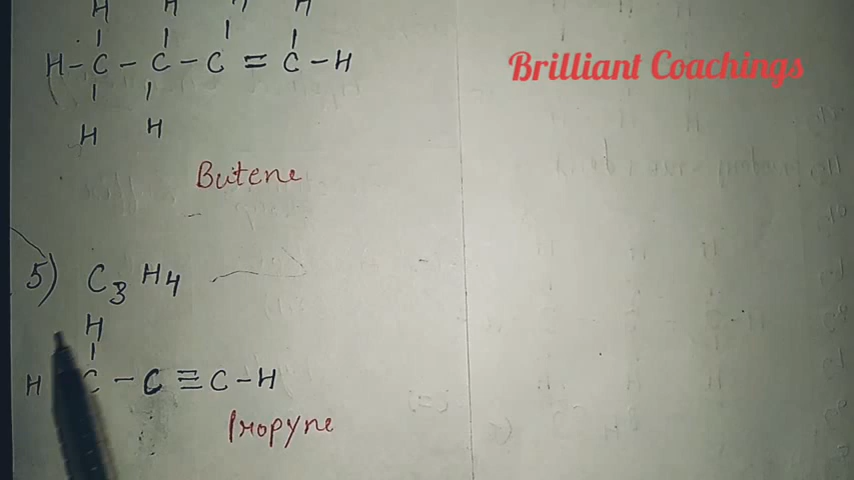 H H H H
H-C-C-C=C-H
H H
Brilliant Coachings
Butene
5) C3H4
H
H C-C≡C-H
Propyne